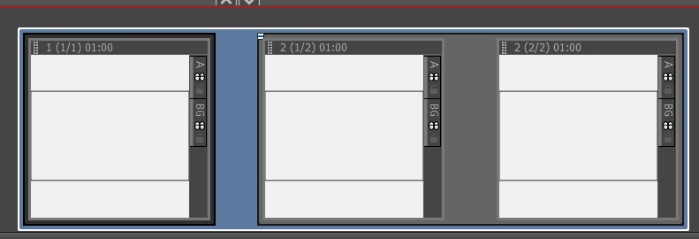 1 (1/1) 01:00
A
BG
2 (1/2) 01:00
A
BG
2 (2/2) 01:00
A
BG